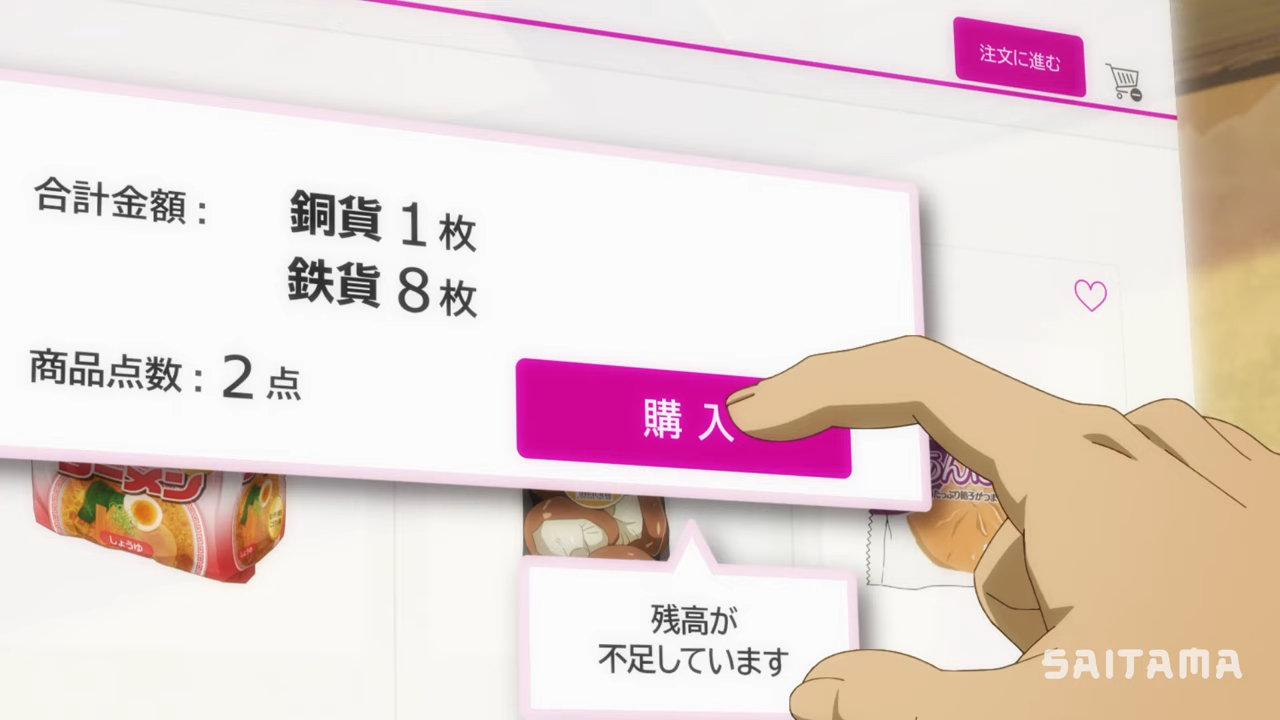 注文に進む
合計金額： 銅貨 1 枚
鉄貨 8 枚
商品点数：2 点
購入
しょうゆ
残高が
不足しています
SAITAMA